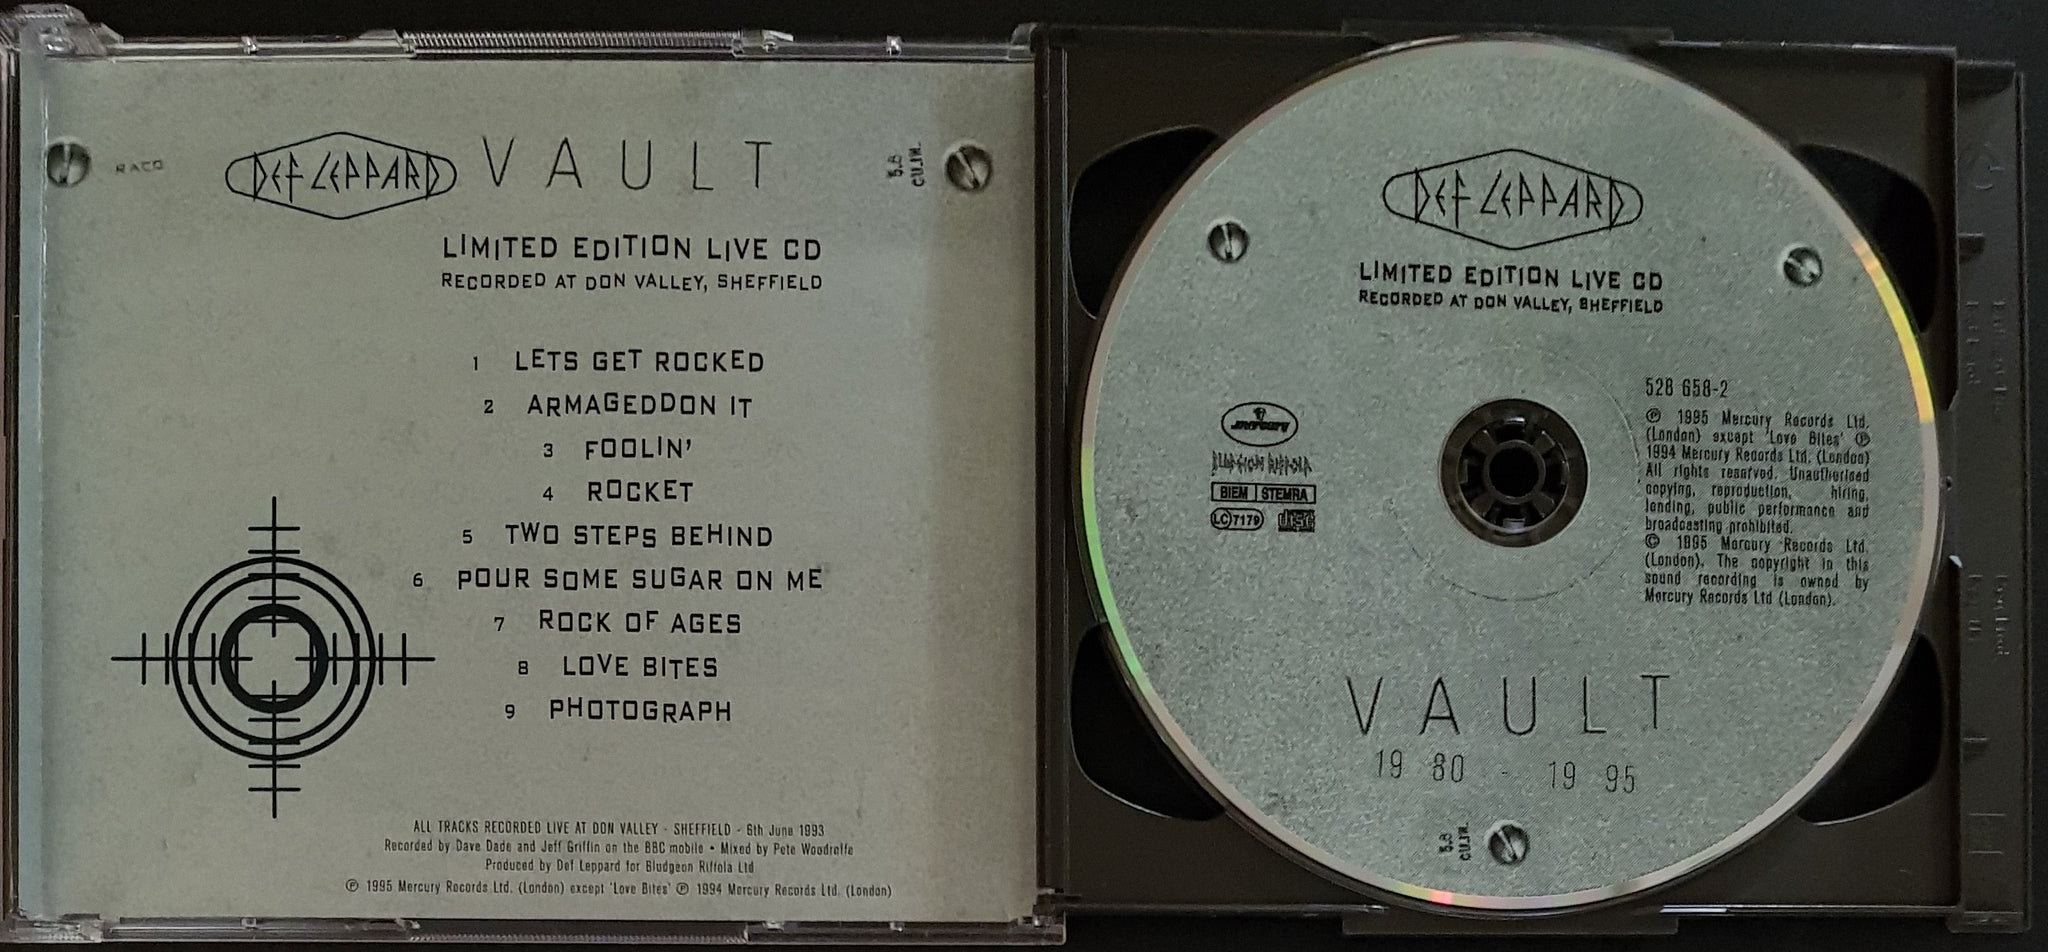 RACO
DEF LEPPARD VAULT
5.8
CU.IN.
LIMITED EDITION LIVE CD
RECORDED AT DON VALLEY, SHEFFIELD
1 LETS GET ROCKED
2 ARMAGEDDON IT
3 FOOLIN'
4 ROCKET
5 TWO STEPS BEHIND
6 POUR SOME SUGAR ON ME
7 ROCK OF AGES
8 LOVE BITES
9 PHOTOGRAPH
ALL TRACKS RECORDED LIVE AT DON VALLEY - SHEFFIELD - 6th June 1993
Recorded by Dave Dade and Jeff Griffin on the BBC mobile • Mixed by Pete Woodroffe
Produced by Def Leppard for Bludgeon Riffola Ltd
℗ 1995 Mercury Records Ltd. (London) except 'Love Bites' ℗ 1994 Mercury Records Ltd. (London)
DEF LEPPARD
LIMITED EDITION LIVE CD
RECORDED AT DON VALLEY, SHEFFIELD
mercury
BLUDGEON RIFFOLA
BIEM STEMRA
LC 7179 disc
528 658-2
℗ 1995 Mercury Records Ltd.
(London) except 'Love Bites' ℗
1994 Mercury Records Ltd. (London)
All rights reserved. Unauthorised
copying, reproduction, hiring,
lending, public performance and
broadcasting prohibited.
© 1995 Mercury Records Ltd.
(London). The copyright in this
sound recording is owned by
Mercury Records Ltd (London).
VAULT
19 80 - 19 95
5.8
CU.IN.